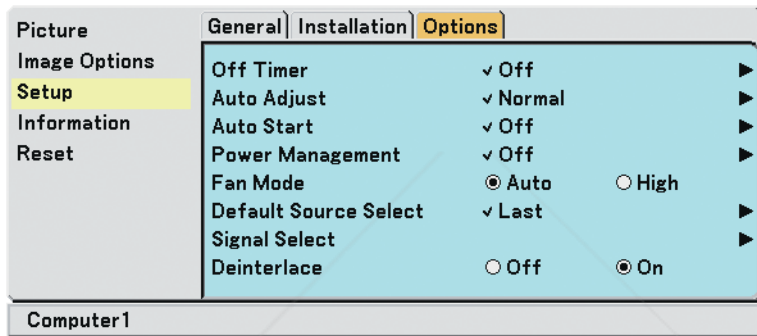 Picture
Image Options
Setup
Information
Reset
General Installation Options
Off Timer ✓ Off ▶
Auto Adjust ✓ Normal ▶
Auto Start ✓ Off ▶
Power Management ✓ Off ▶
Fan Mode ◉ Auto ○ High
Default Source Select ✓ Last ▶
Signal Select ▶
Deinterlace ○ Off ◉ On
Computer1